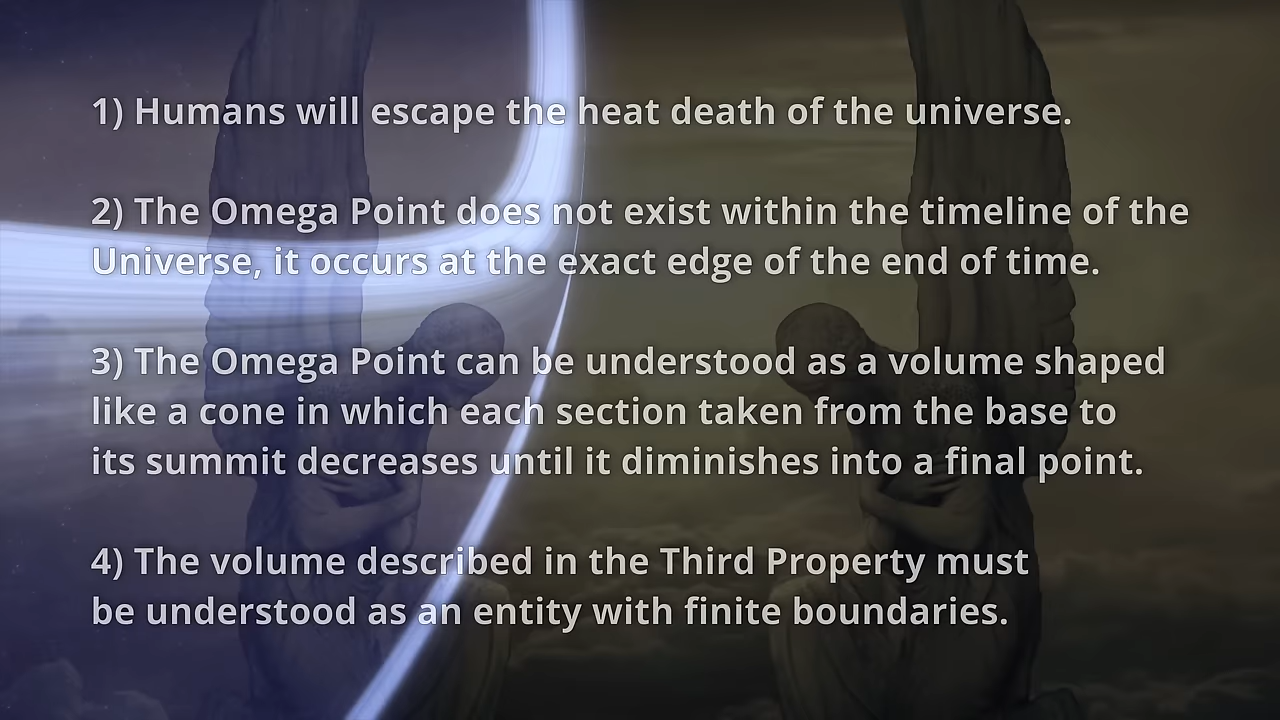 1) Humans will escape the heat death of the universe.
2) The Omega Point does not exist within the timeline of the
Universe, it occurs at the exact edge of the end of time.
3) The Omega Point can be understood as a volume shaped
like a cone in which each section taken from the base to
its summit decreases until it diminishes into a final point.
4) The volume described in the Third Property must
be understood as an entity with finite boundaries.